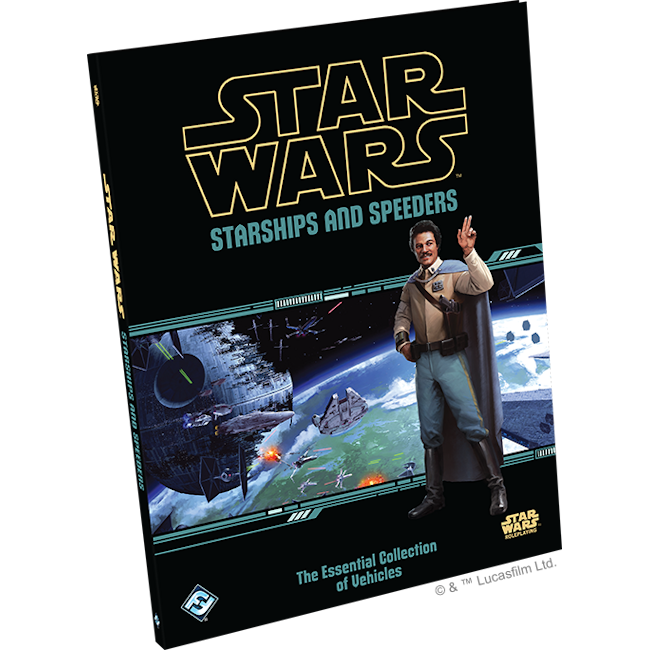 STAR
WARS
™
STARSHIPS AND SPEEDERS
STAR WARS
STARSHIPS AND SPEEDERS
STAR
WARS
ROLEPLAYING
The Essential Collection
of Vehicles
© & ™ Lucasfilm Ltd.